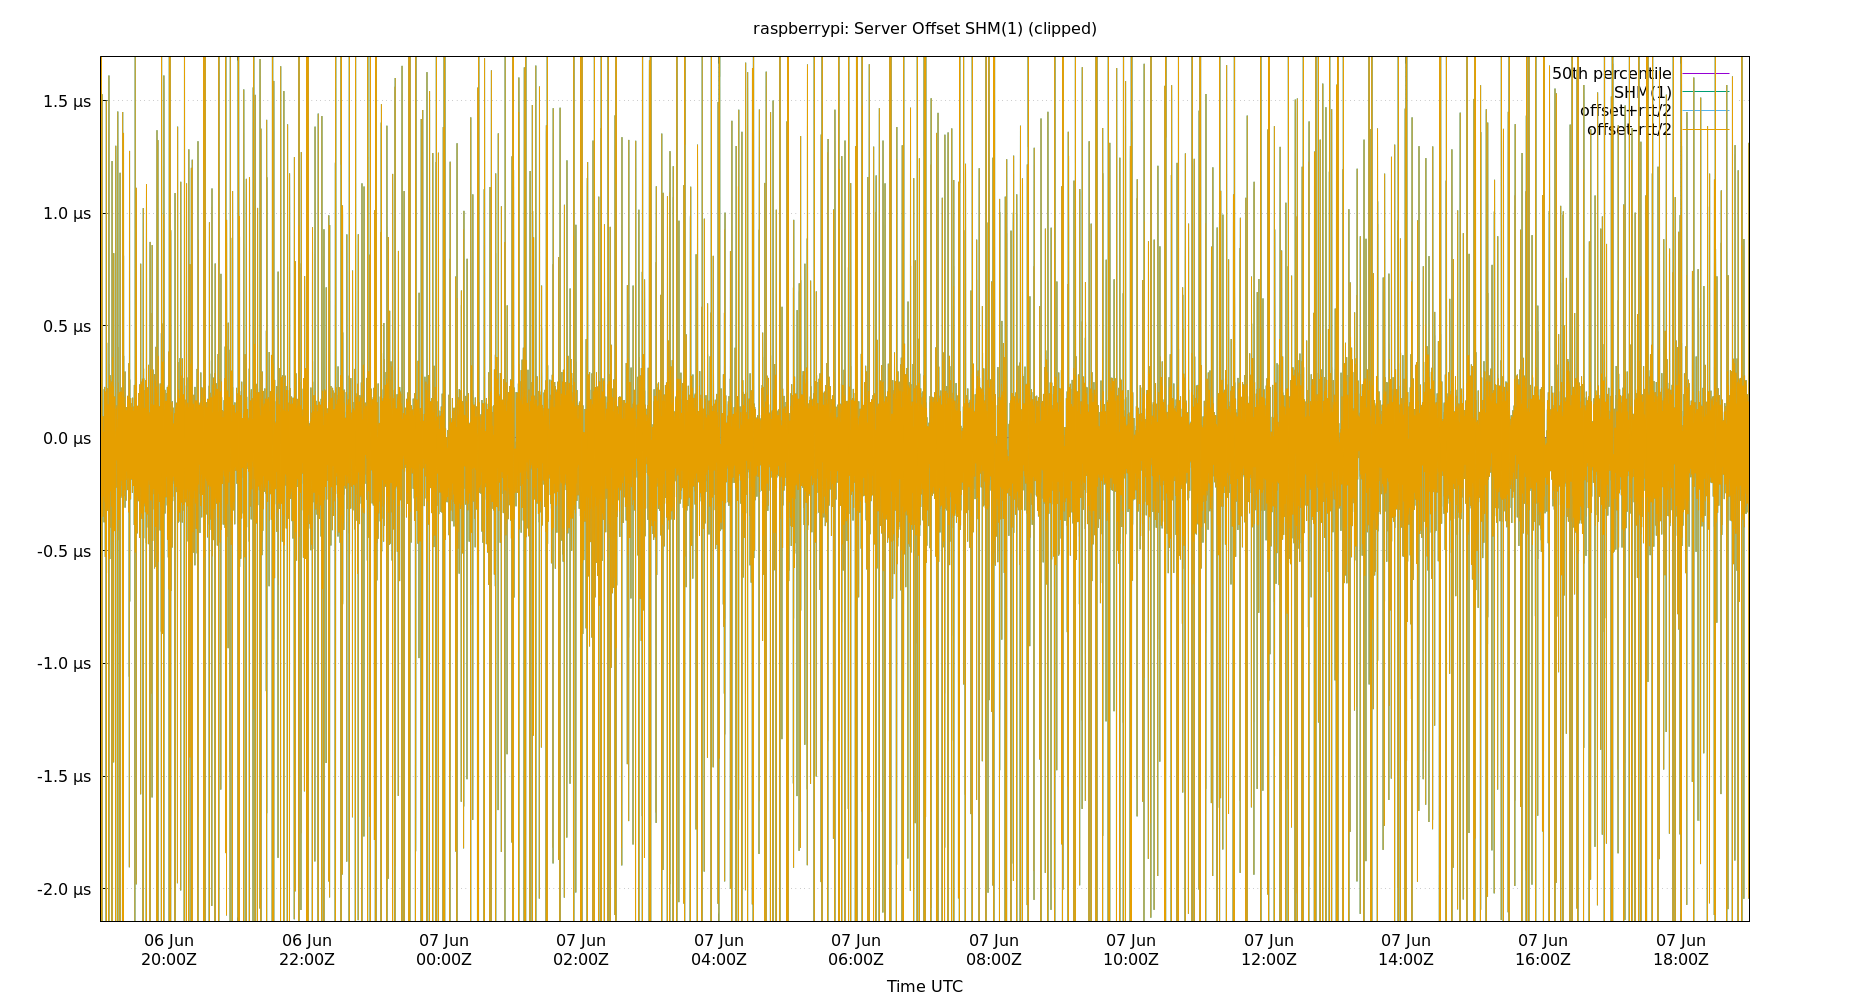 raspberrypi: Server Offset SHM(1) (clipped)
50th percentile
SHM(1)
offset+rtt/2
offset-rtt/2
1.5 µs
1.0 µs
0.5 µs
0.0 µs
-0.5 µs
-1.0 µs
-1.5 µs
-2.0 µs
06 Jun 06 Jun 07 Jun 07 Jun 07 Jun 07 Jun 07 Jun 07 Jun 07 Jun 07 Jun 07 Jun 07 Jun
20:00Z 22:00Z 00:00Z 02:00Z 04:00Z 06:00Z 08:00Z 10:00Z 12:00Z 14:00Z 16:00Z 18:00Z
Time UTC